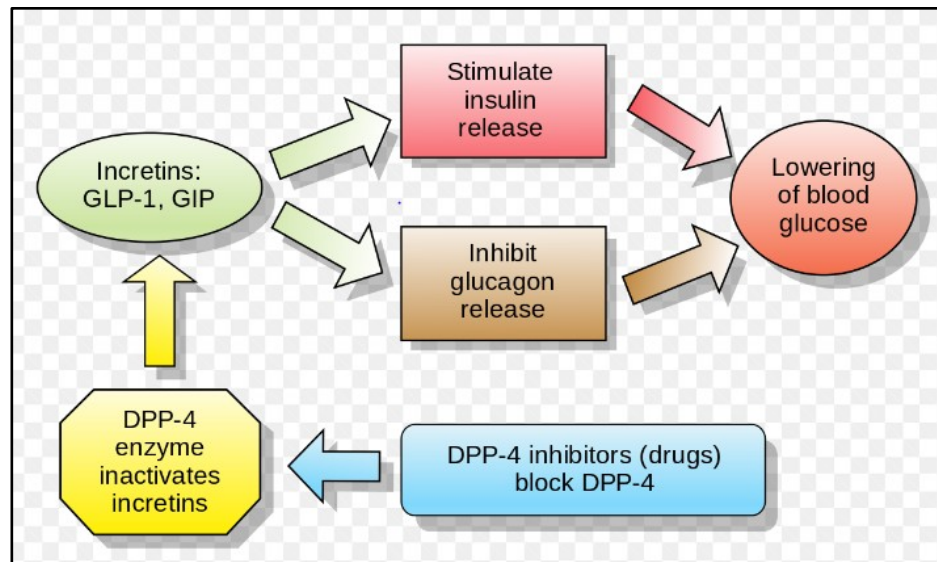 Stimulate
insulin
release
Incretins:
GLP-1, GIP
Lowering
of blood
glucose
Inhibit
glucagon
release
DPP-4
enzyme
inactivates
incretins
DPP-4 inhibitors (drugs)
block DPP-4